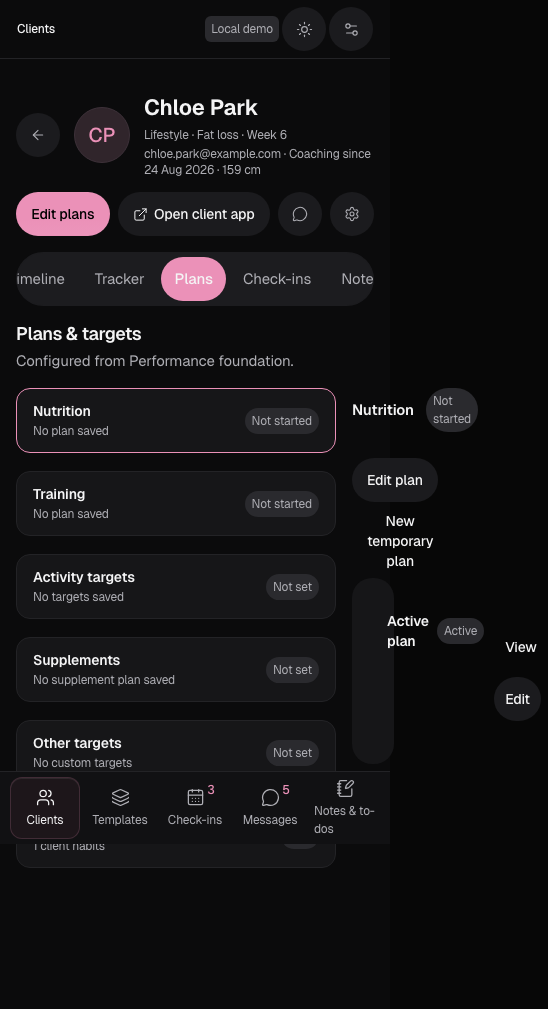 Clients
Local demo
Chloe Park
Lifestyle · Fat loss · Week 6
chloe.park@example.com · Coaching since
24 Aug 2026 · 159 cm
CP
Edit plans
Open client app
imeline
Tracker
Plans
Check-ins
Note
Plans & targets
Configured from Performance foundation.
Nutrition
No plan saved
Not started
Training
No plan saved
Not started
Activity targets
No targets saved
Not set
Supplements
No supplement plan saved
Not set
Other targets
No custom targets
Not set
1 client habits
Nutrition
Not
started
Edit plan
New
temporary
plan
Active
plan
Active
View
Edit
Clients
Templates
3
Check-ins
5
Messages
Notes & to-
dos